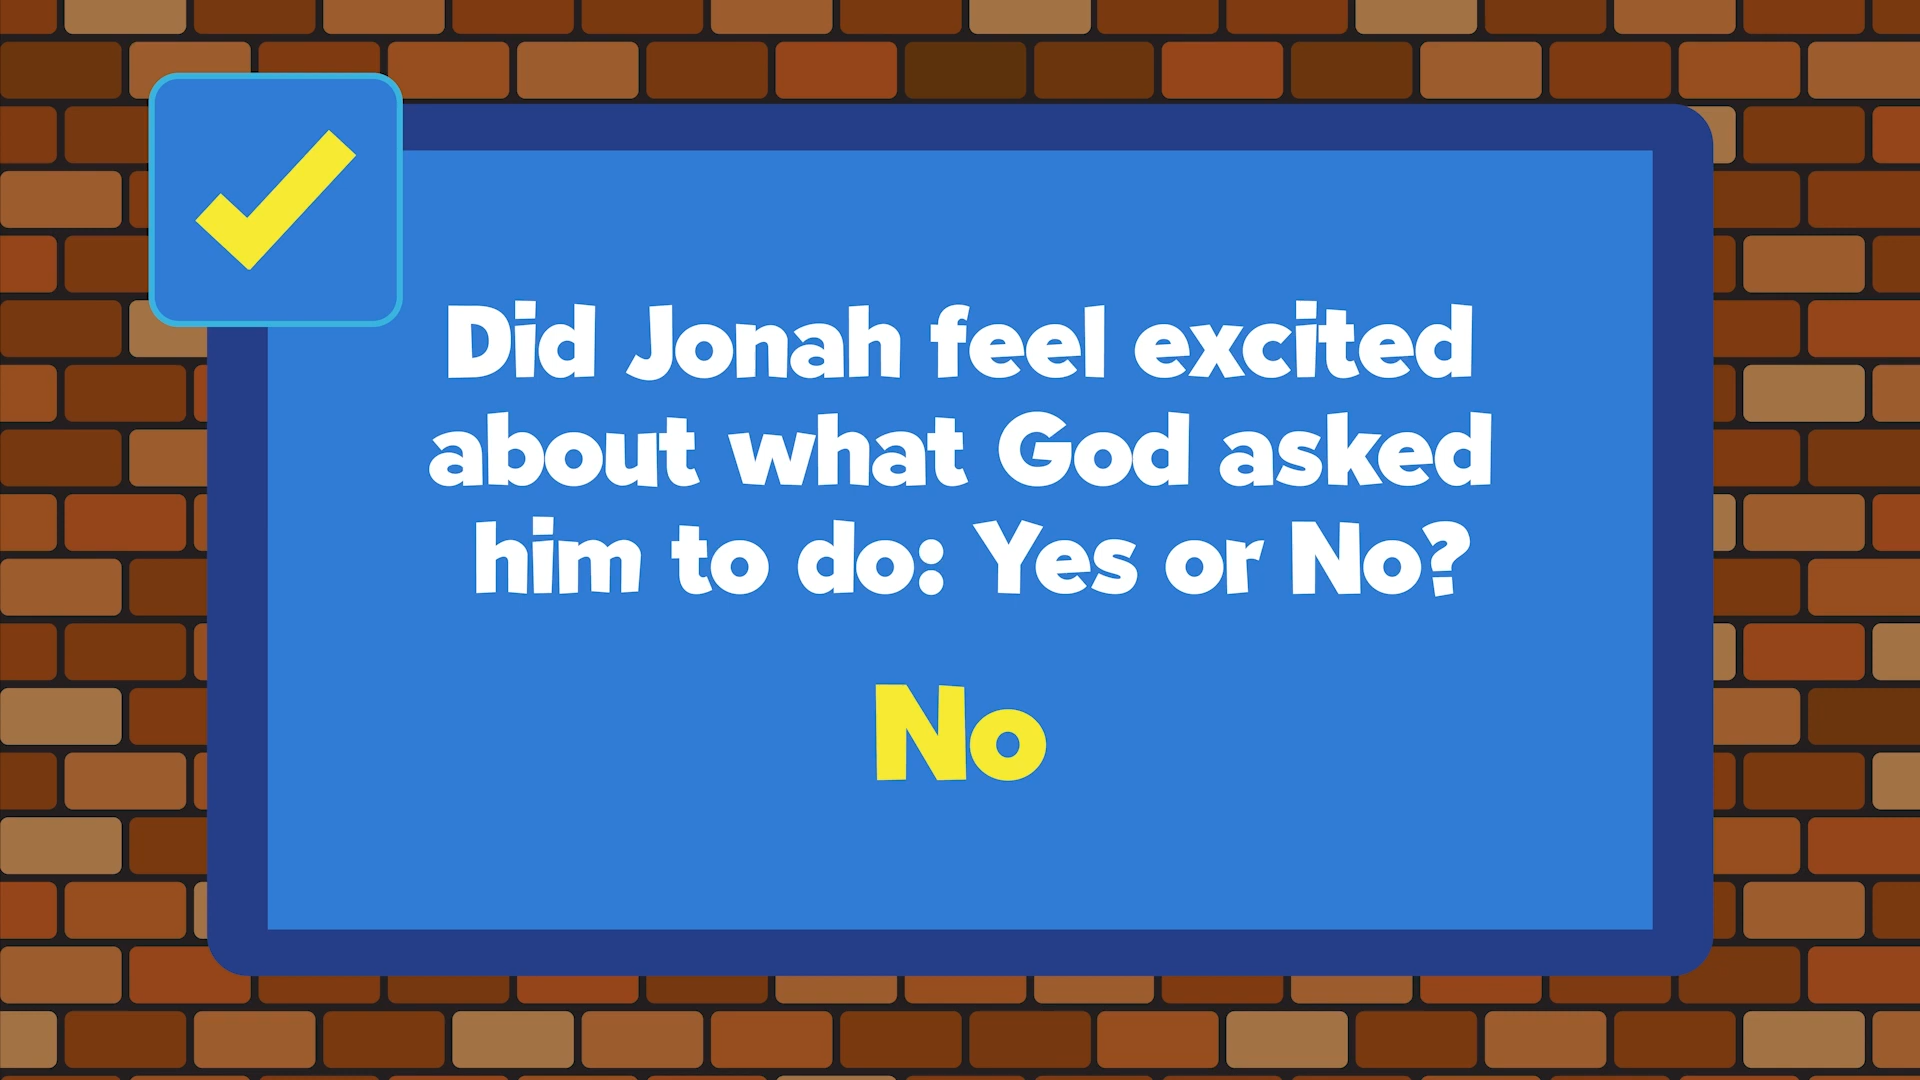 Did Jonah feel excited
about what God asked
him to do: Yes or No?
No